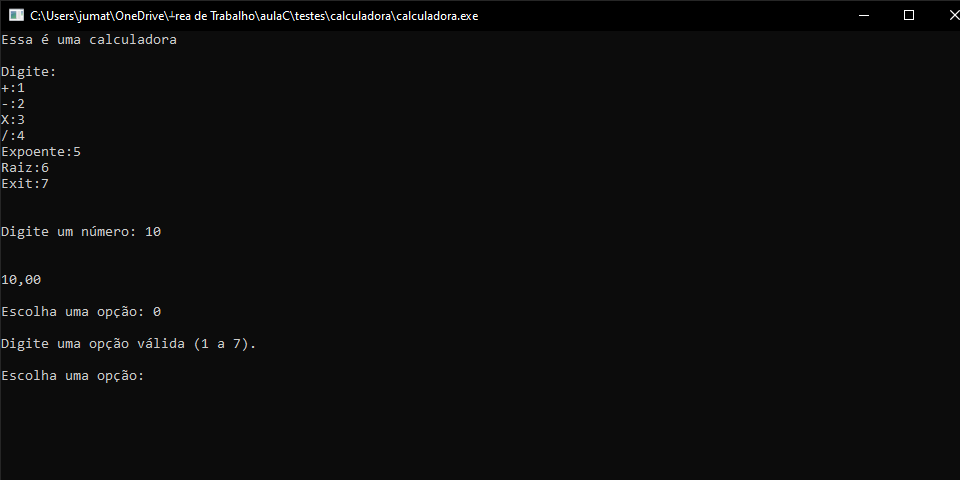 C:\Users\jumat\OneDrive\┴rea de Trabalho\aulaC\testes\calculadora\calculadora.exe
Essa é uma calculadora
Digite:
+:1
-:2
X:3
/:4
Expoente:5
Raiz:6
Exit:7
Digite um número: 10
10,00
Escolha uma opção: 0
Digite uma opção válida (1 a 7).
Escolha uma opção: